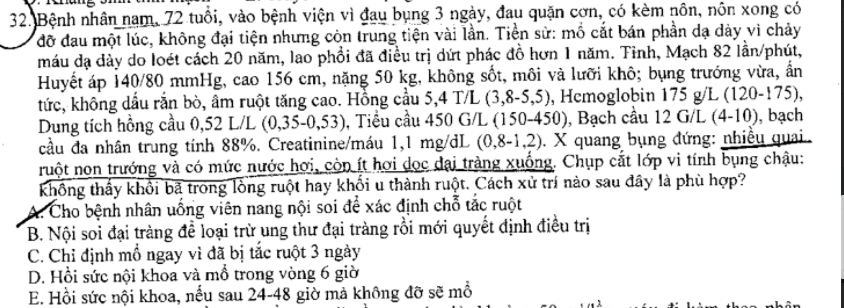 32. Bệnh nhân nam, 72 tuổi, vào bệnh viện vì đau bụng 3 ngày, đau quặn cơn, có kèm nôn, nôn xong có
đỡ đau một lúc, không đại tiện nhưng còn trung tiện vài lần. Tiền sử: mổ cắt bán phần dạ dày vì chảy
máu dạ dày do loét cách 20 năm, lao phổi đã điều trị dứt phác đồ hơn 1 năm. Tỉnh, Mạch 82 lần/phút,
Huyết áp 140/80 mmHg, cao 156 cm, nặng 50 kg, không sốt, môi và lưỡi khô; bụng trướng vừa, ấn
tức, không dấu rắn bò, âm ruột tăng cao. Hồng cầu 5,4 T/L (3,8-5,5), Hemoglobin 175 g/L (120-175),
Dung tích hồng cầu 0,52 L/L (0,35-0,53), Tiểu cầu 450 G/L (150-450), Bạch cầu 12 G/L (4-10), bạch
cầu đa nhân trung tính 88%. Creatinine/máu 1,1 mg/dL (0,8-1,2). X quang bụng đứng: nhiều quai
ruột non trướng và có mức nước hơi, còn ít hơi dọc đại tràng xuống. Chụp cắt lớp vi tính bụng chậu:
không thấy khối bã trong lòng ruột hay khối u thành ruột. Cách xử trí nào sau đây là phù hợp?
A. Cho bệnh nhân uống viên nang nội soi để xác định chỗ tắc ruột
B. Nội soi đại tràng để loại trừ ung thư đại tràng rồi mới quyết định điều trị
C. Chỉ định mổ ngay vì đã bị tắc ruột 3 ngày
D. Hồi sức nội khoa và mổ trong vòng 6 giờ
E. Hồi sức nội khoa, nếu sau 24-48 giờ mà không đỡ sẽ mổ